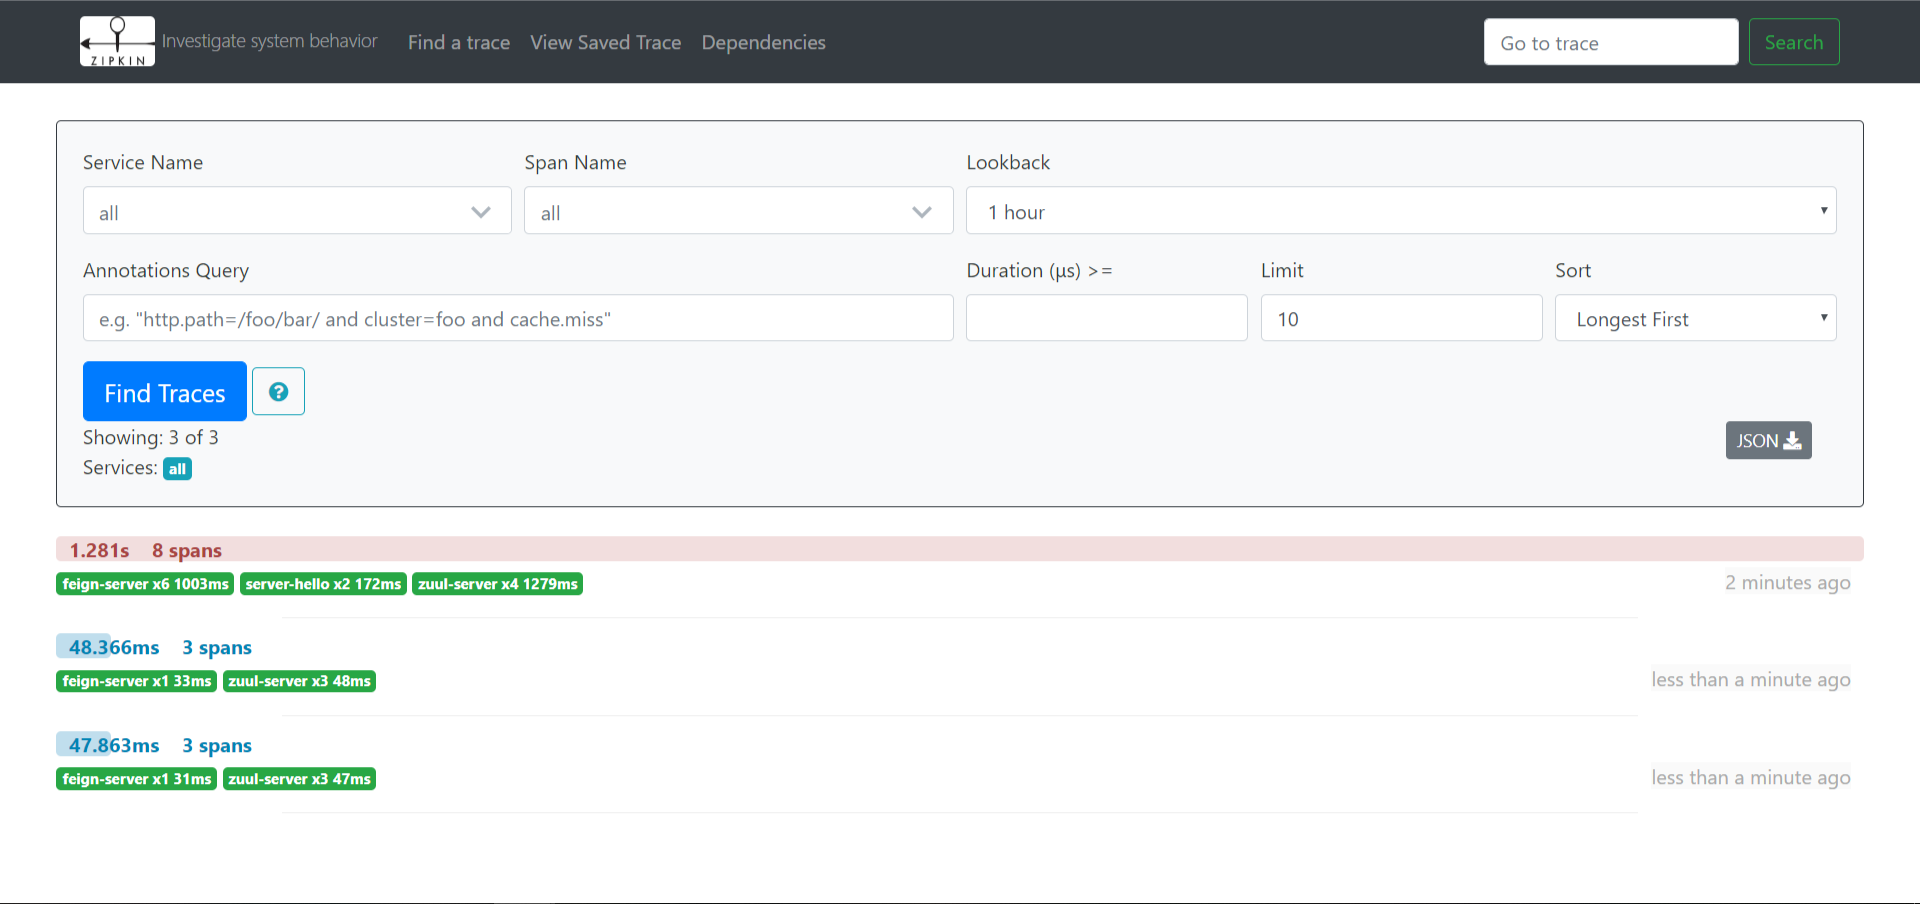 ZIPKIN Investigate system behavior Find a trace View Saved Trace Dependencies Go to trace Search
Service Name Span Name Lookback
all all 1 hour
Annotations Query Duration (μs) >= Limit Sort
e.g. "http.path=/foo/bar/ and cluster=foo and cache.miss" 10 Longest First
Find Traces ?
Showing: 3 of 3
JSON
Services: all
1.281s 8 spans
feign-server x6 1003ms server-hello x2 172ms zuul-server x4 1279ms 2 minutes ago
48.366ms 3 spans
feign-server x1 33ms zuul-server x3 48ms less than a minute ago
47.863ms 3 spans
feign-server x1 31ms zuul-server x3 47ms less than a minute ago